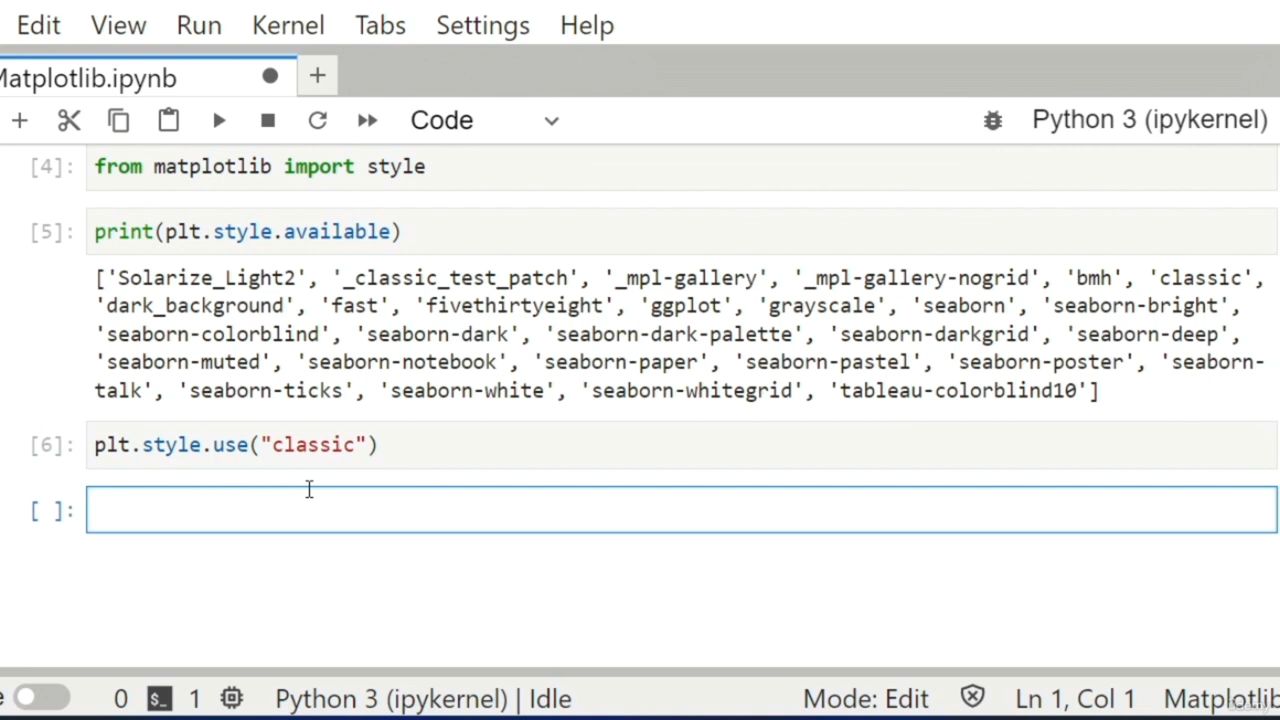 Edit View Run Kernel Tabs Settings Help
Matplotlib.ipynb
Code Python 3 (ipykernel)
[4]: from matplotlib import style
[5]: print(plt.style.available)
['Solarize_Light2', '_classic_test_patch', '_mpl-gallery', '_mpl-gallery-nogrid', 'bmh', 'classic',
'dark_background', 'fast', 'fivethirtyeight', 'ggplot', 'grayscale', 'seaborn', 'seaborn-bright',
'seaborn-colorblind', 'seaborn-dark', 'seaborn-dark-palette', 'seaborn-darkgrid', 'seaborn-deep',
'seaborn-muted', 'seaborn-notebook', 'seaborn-paper', 'seaborn-pastel', 'seaborn-poster', 'seaborn-
talk', 'seaborn-ticks', 'seaborn-white', 'seaborn-whitegrid', 'tableau-colorblind10']
[6]: plt.style.use("classic")
[ ]:
0 $_ 1 Python 3 (ipykernel) | Idle Mode: Edit Ln 1, Col 1 Matplotlib